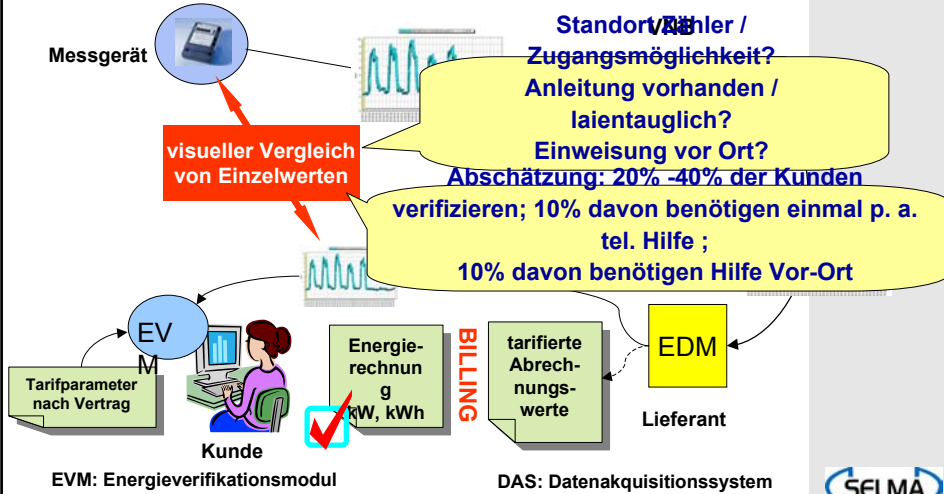 Messgerät
VNB
Standort Zähler /
Zugangsmöglichkeit?
Anleitung vorhanden /
laientauglich?
Einweisung vor Ort?
visueller Vergleich
von Einzelwerten
Abschätzung: 20% -40% der Kunden
verifizieren; 10% davon benötigen einmal p. a.
tel. Hilfe ;
10% davon benötigen Hilfe Vor-Ort
EV
M
Tarifparameter
nach Vertrag
Kunde
Energie-
rechnun
g
kW, kWh
BILLING
tarifierte
Abrech-
nungs-
werte
EDM
Lieferant
EVM: Energieverifikationsmodul
DAS: Datenakquisitionssystem
SELMA